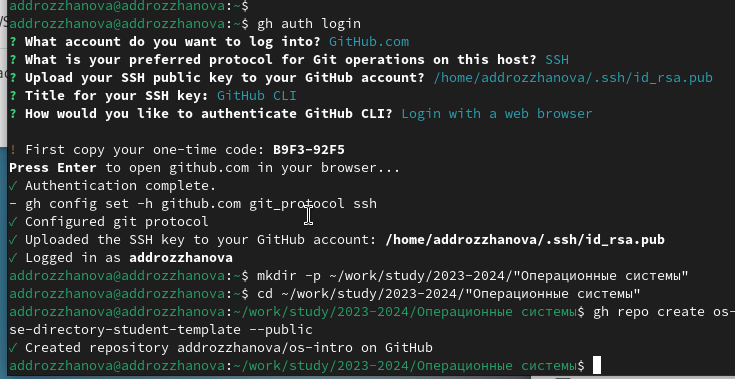 addrozzhanova@addrozzhanova:~$
addrozzhanova@addrozzhanova:~$ gh auth login
? What account do you want to log into? GitHub.com
? What is your preferred protocol for Git operations on this host? SSH
? Upload your SSH public key to your GitHub account? /home/addrozzhanova/.ssh/id_rsa.pub
? Title for your SSH key: GitHub CLI
? How would you like to authenticate GitHub CLI? Login with a web browser
! First copy your one-time code: B9F3-92F5
Press Enter to open github.com in your browser...
✓ Authentication complete.
- gh config set -h github.com git_protocol ssh
✓ Configured git protocol
✓ Uploaded the SSH key to your GitHub account: /home/addrozzhanova/.ssh/id_rsa.pub
✓ Logged in as addrozzhanova
addrozzhanova@addrozzhanova:~$ mkdir -p ~/work/study/2023-2024/"Операционные системы"
addrozzhanova@addrozzhanova:~$ cd ~/work/study/2023-2024/"Операционные системы"
addrozzhanova@addrozzhanova:~/work/study/2023-2024/Операционные системы$ gh repo create os-
se-directory-student-template --public
✓ Created repository addrozzhanova/os-intro on GitHub
addrozzhanova@addrozzhanova:~/work/study/2023-2024/Операционные системы$